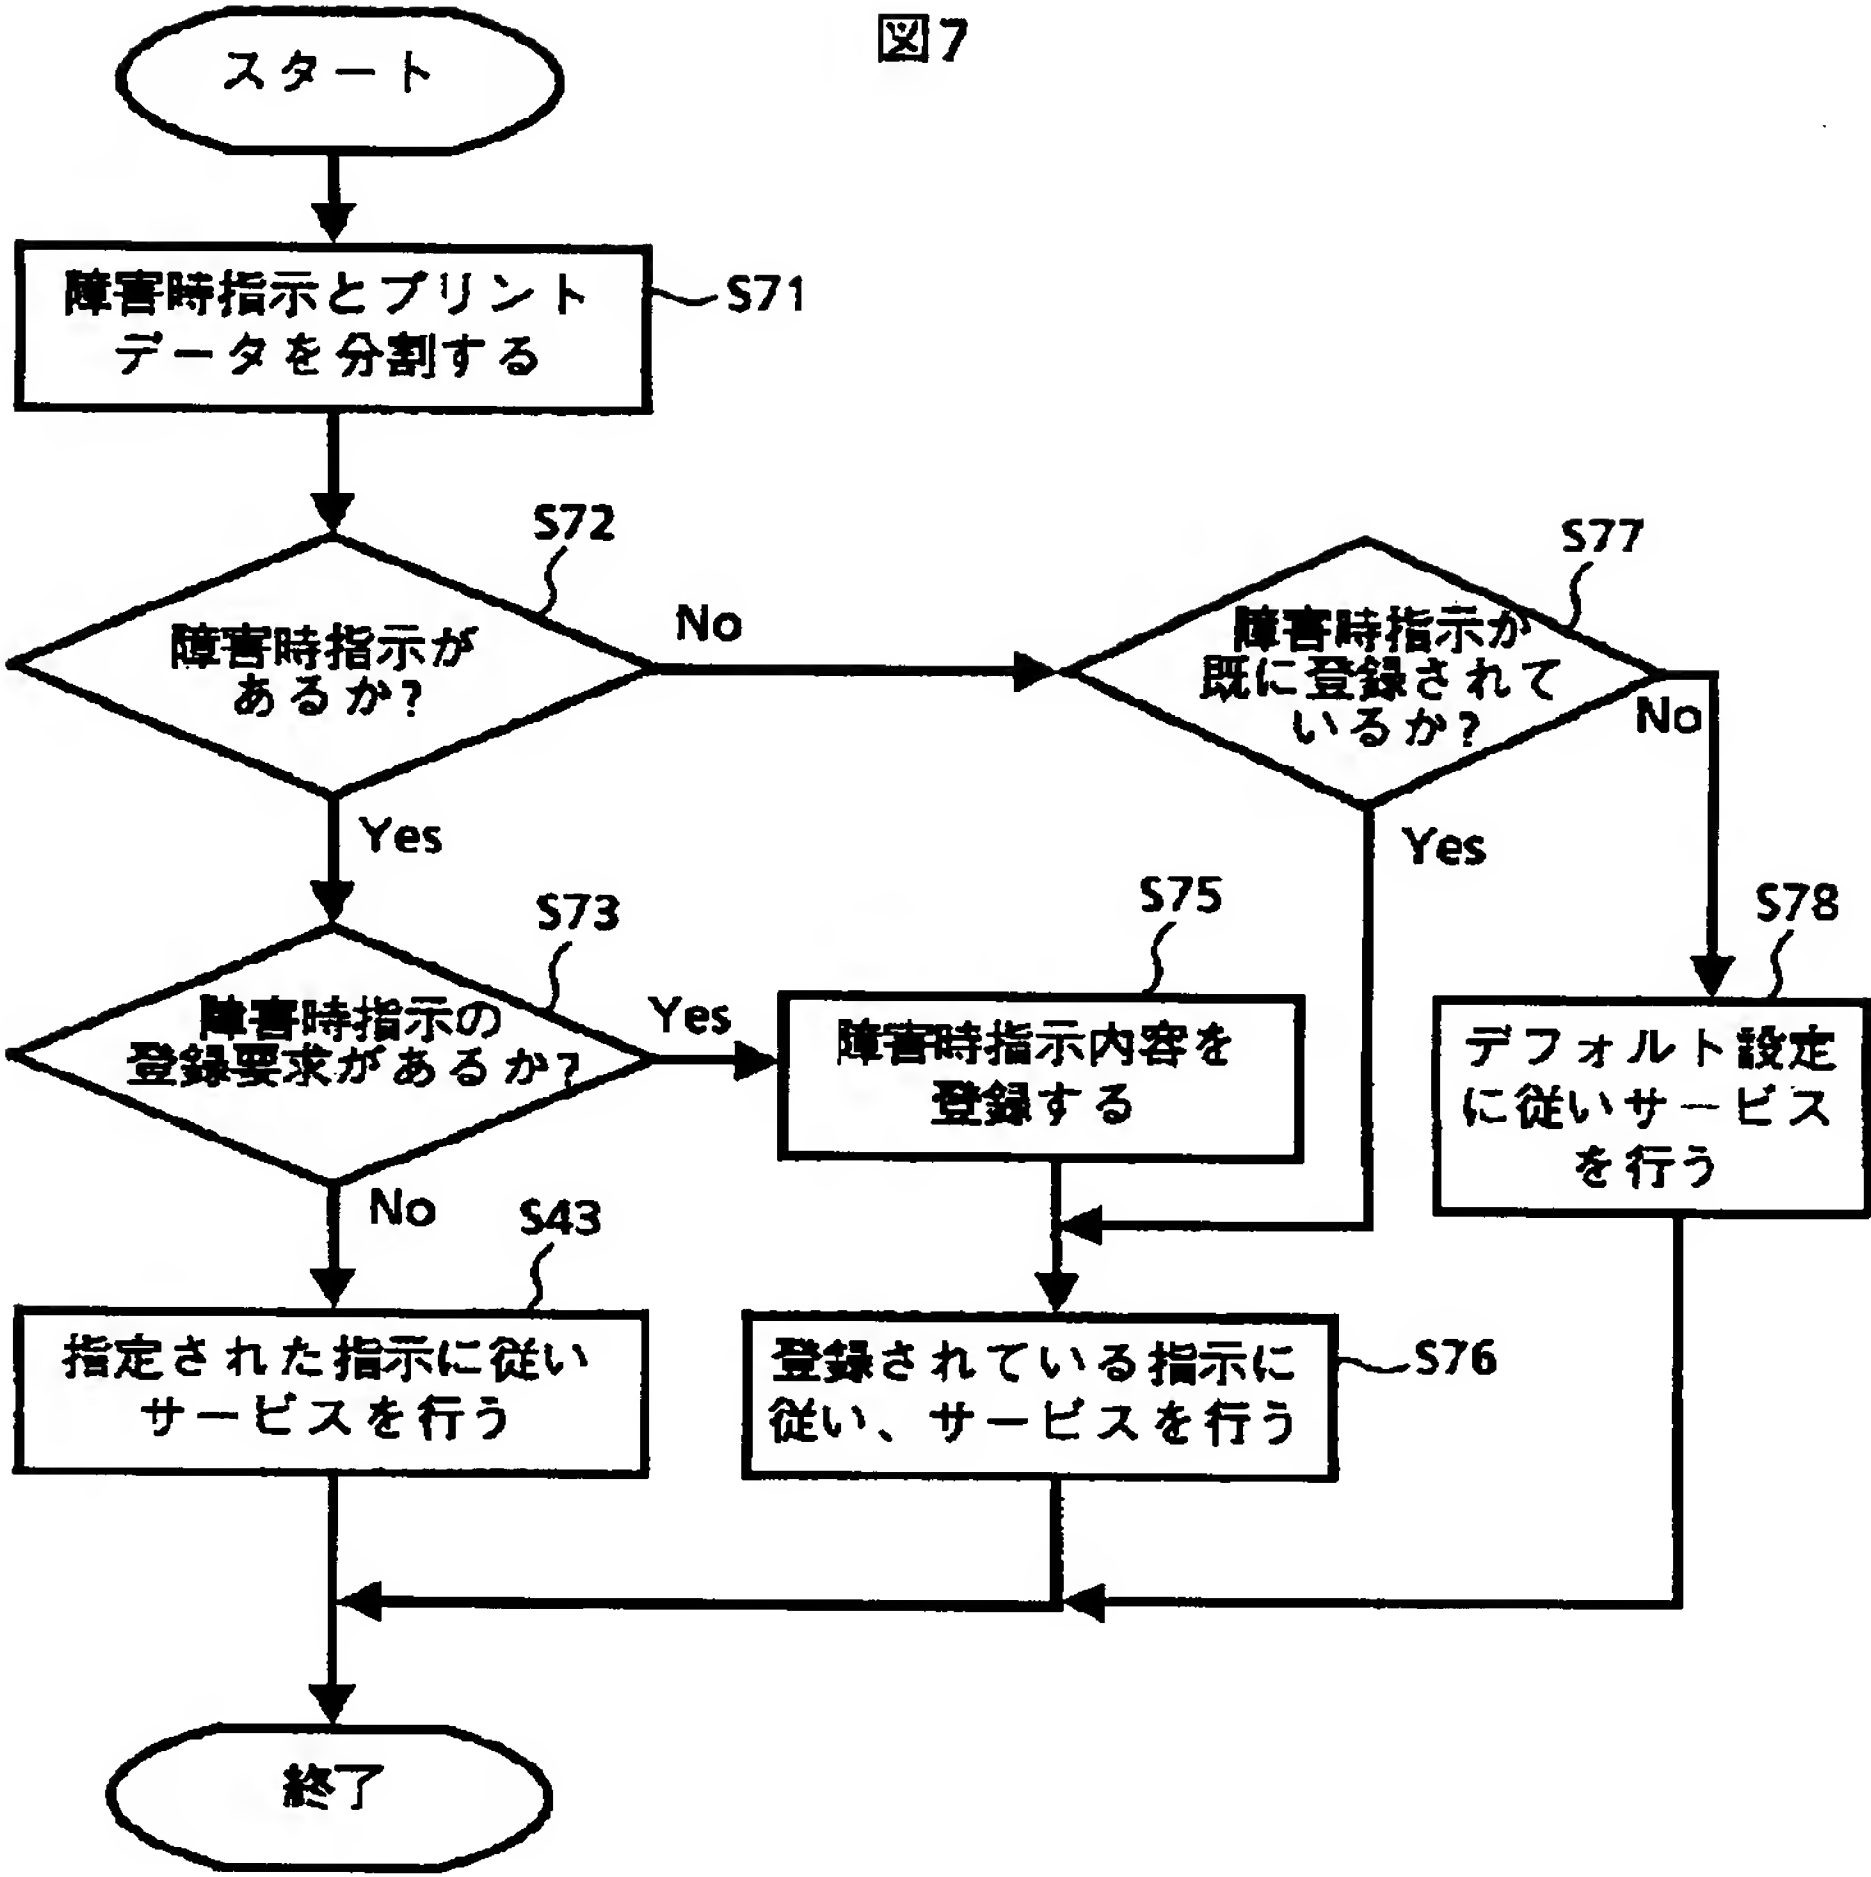 図7
スタート
障害時指示とプリント
データを分割する
S71
S72
障害時指示が
あるか?
No
Yes
S77
障害時指示が
既に登録されて
いるか?
No
Yes
S73
障害時指示の
登録要求があるか?
Yes
No
S75
障害時指示内容を
登録する
S78
デフォルト設定
に従いサービス
を行う
S43
指定された指示に従い
サービスを行う
登録されている指示に
従い、サービスを行う
S76
終了